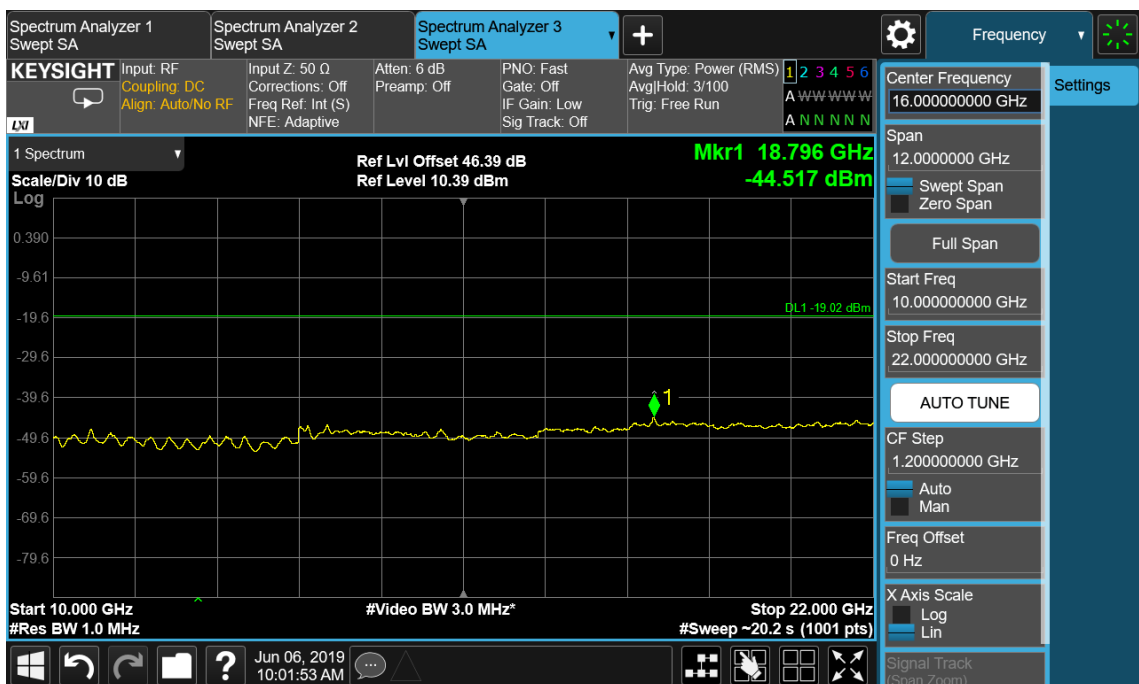 Spectrum Analyzer 1
Swept SA
Spectrum Analyzer 2
Swept SA
Spectrum Analyzer 3
Swept SA
Frequency
KEYSIGHT
LXI
Input: RF
Coupling: DC
Align: Auto/No RF
Input Z: 50 Ω
Corrections: Off
Freq Ref: Int (S)
NFE: Adaptive
Atten: 6 dB
Preamp: Off
PNO: Fast
Gate: Off
IF Gain: Low
Sig Track: Off
Avg Type: Power (RMS)
Avg|Hold: 3/100
Trig: Free Run
1 2 3 4 5 6
A W W W W W
A N N N N N
1 Spectrum
Scale/Div 10 dB
Log
Ref Lvl Offset 46.39 dB
Ref Level 10.39 dBm
Mkr1 18.796 GHz
-44.517 dBm
0.390
-9.61
DL1 -19.02 dBm
-19.6
-29.6
-39.6
1
-49.6
-59.6
-69.6
-79.6
Start 10.000 GHz
#Res BW 1.0 MHz
#Video BW 3.0 MHz*
Stop 22.000 GHz
#Sweep ~20.2 s (1001 pts)
Jun 06, 2019
10:01:53 AM
Center Frequency
16.000000000 GHz
Settings
Span
12.0000000 GHz
Swept Span
Zero Span
Full Span
Start Freq
10.000000000 GHz
Stop Freq
22.000000000 GHz
AUTO TUNE
CF Step
1.200000000 GHz
Auto
Man
Freq Offset
0 Hz
X Axis Scale
Log
Lin
Signal Track
(Span Zoom)